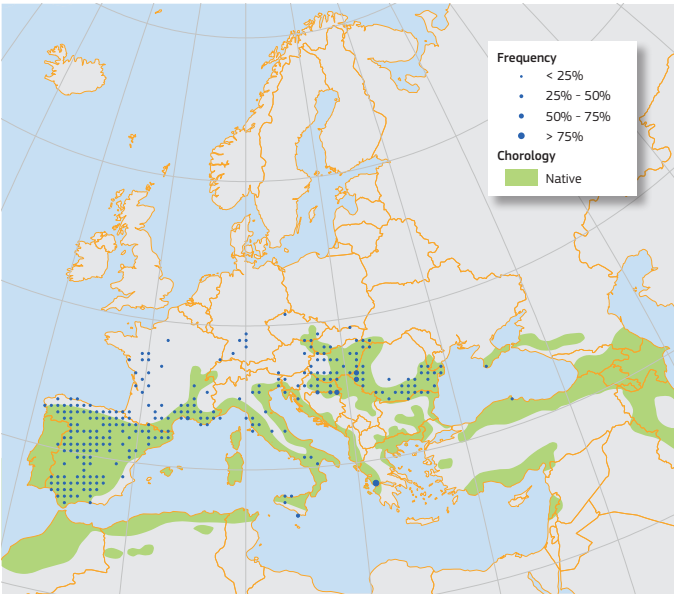 Frequency
< 25%
25% - 50%
50% - 75%
> 75%
Chorology
Native